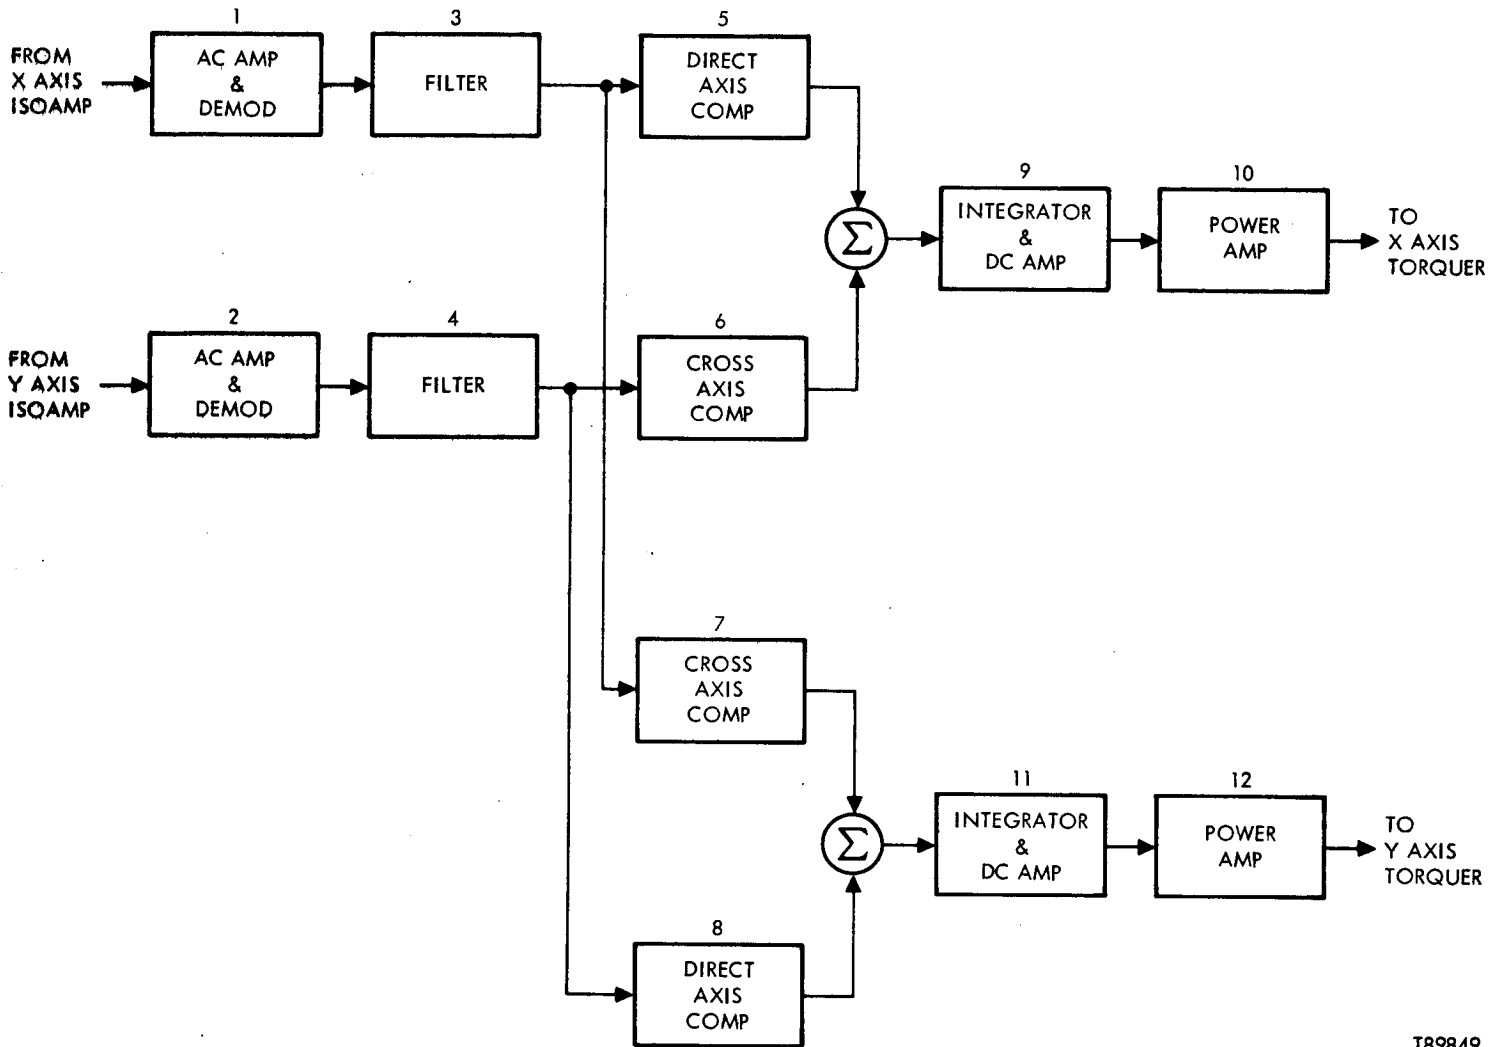 1
3
5
FROM
X AXIS
ISOAMP
AC AMP
&
DEMOD
FILTER
DIRECT
AXIS
COMP
9
10
INTEGRATOR
&
DC AMP
POWER
AMP
TO
X AXIS
TORQUER
Σ
2
4
6
FROM
Y AXIS
ISOAMP
AC AMP
&
DEMOD
FILTER
CROSS
AXIS
COMP
7
CROSS
AXIS
COMP
11
12
Σ
INTEGRATOR
&
DC AMP
POWER
AMP
TO
Y AXIS
TORQUER
8
DIRECT
AXIS
COMP
T89849